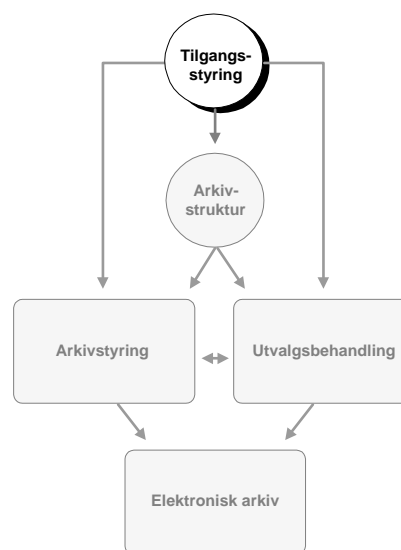 Tilgangs-
styring
Arkiv-
struktur
Arkivstyring
Utvalgsbehandling
Elektronisk arkiv